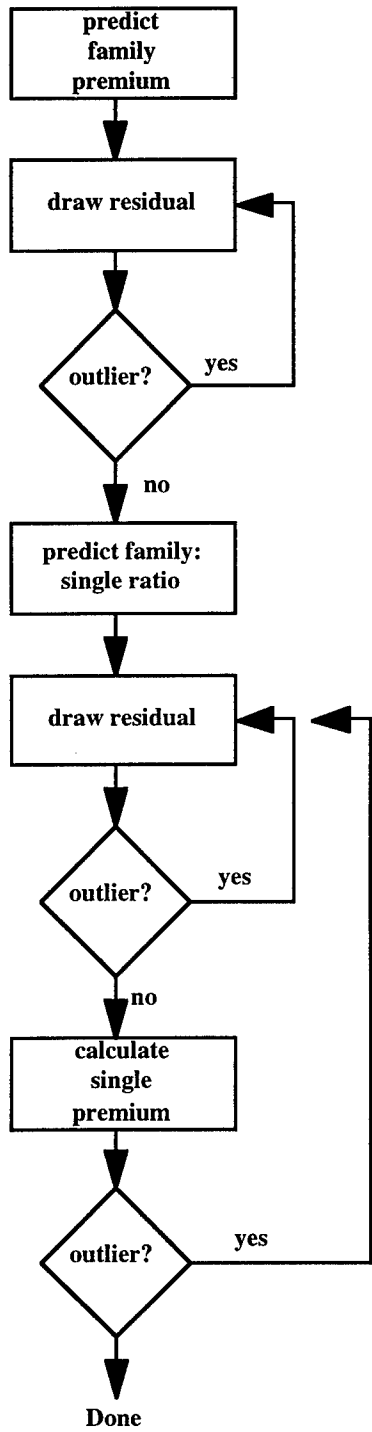 predict
family
premium
draw residual
outlier?
yes
no
predict family:
single ratio
draw residual
outlier?
yes
no
calculate
single
premium
outlier?
yes
Done